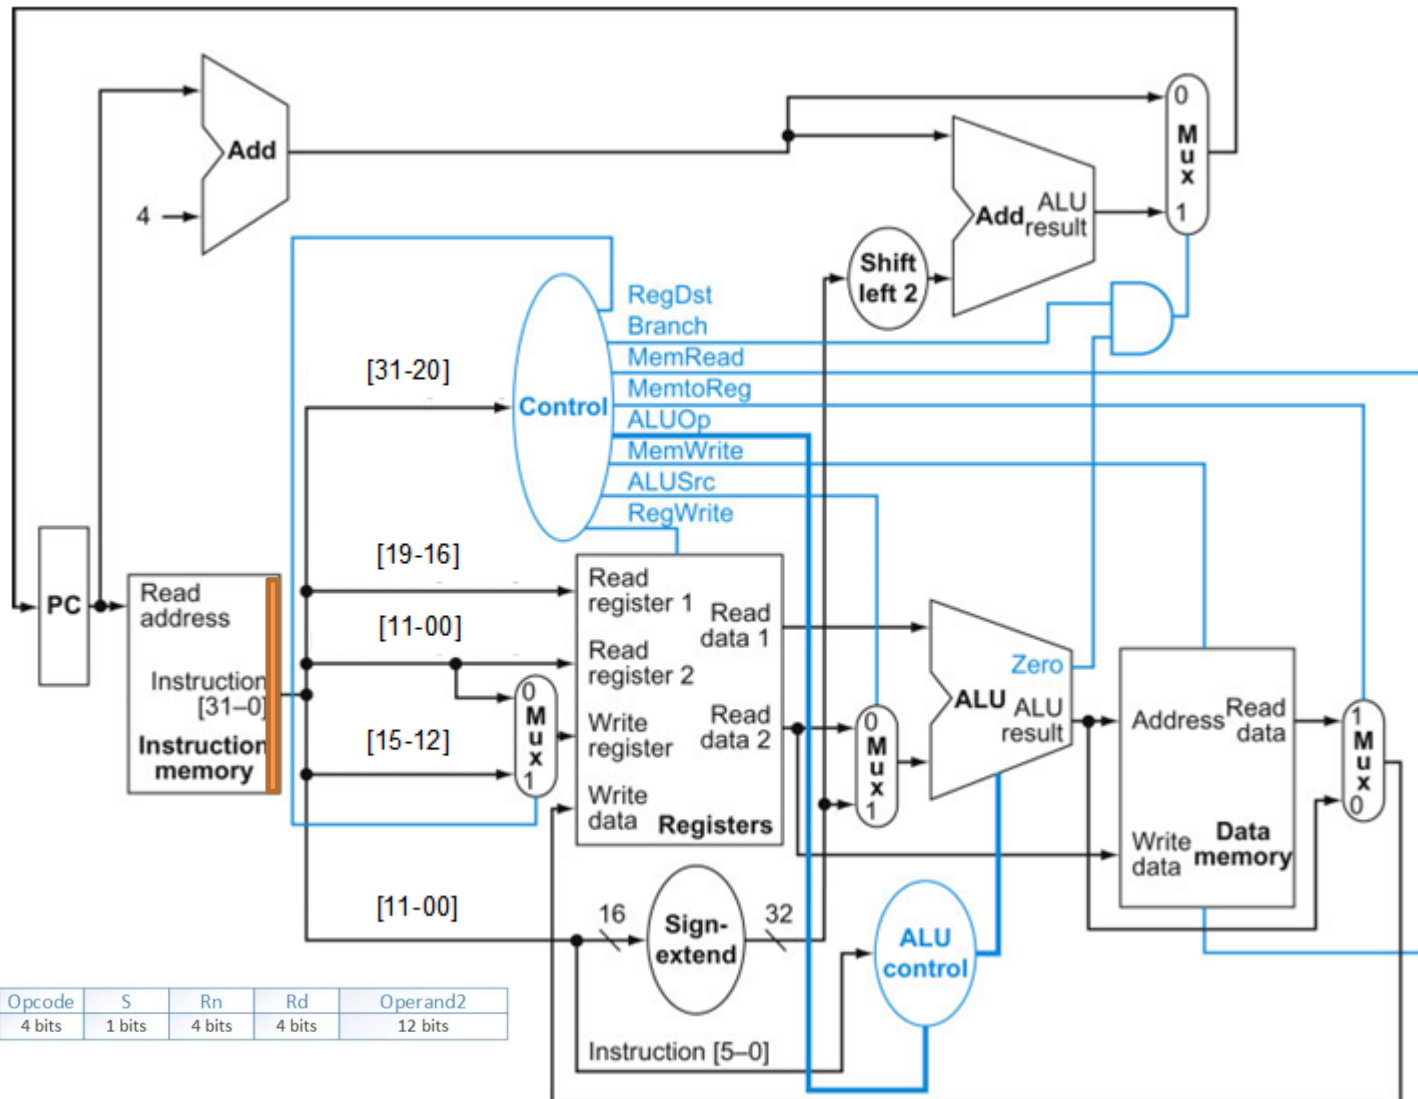 Add
4
0
Mux
1
Add
ALU
result
Shift
left 2
RegDst
Branch
MemRead
MemtoReg
ALUOp
MemWrite
ALUSrc
RegWrite
Control
[31-20]
[19-16]
[11-00]
[15-12]
[11-00]
PC
Read
address
Instruction
[31–0]
Instruction
memory
0
Mux
1
Read
register 1
Read
register 2
Write
register
Write
data
Read
data 1
Read
data 2
Registers
0
Mux
1
Zero
ALU
ALU
result
Address
Read
data
Write
data
Data
memory
1
Mux
0
16
Sign-
extend
32
ALU
control
Instruction [5–0]
Opcode S Rn Rd Operand2
4 bits 1 bits 4 bits 4 bits 12 bits